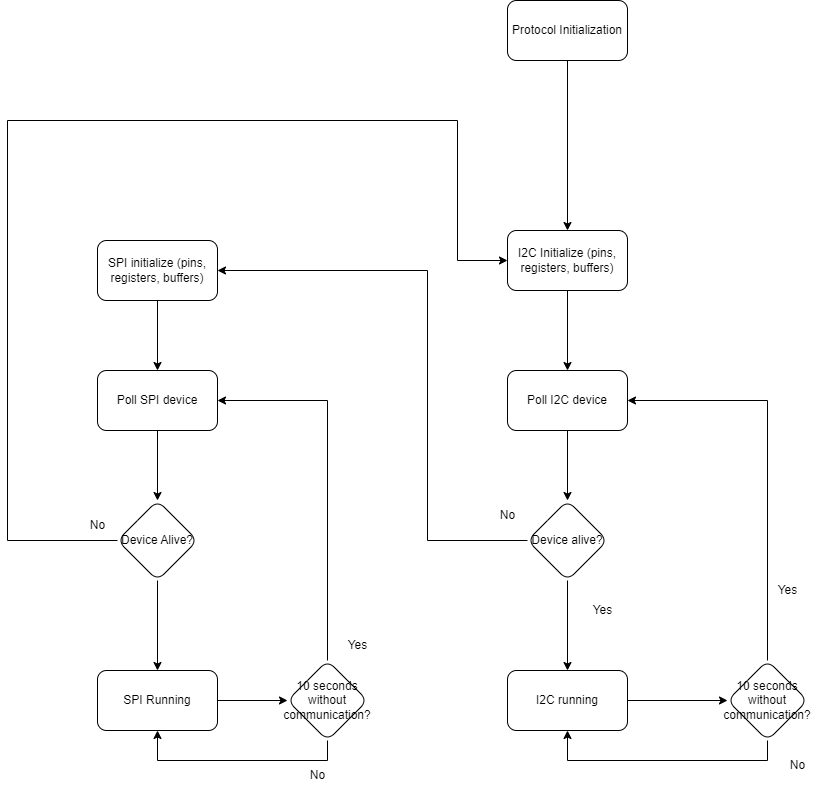 Protocol Initialization
SPI initialize (pins,
registers, buffers)
I2C Initialize (pins,
registers, buffers)
Poll SPI device
Poll I2C device
No
Device Alive?
No
Device alive?
Yes
Yes
Yes
SPI Running
10 seconds
without
communication?
I2C running
10 seconds
without
communication?
No
No